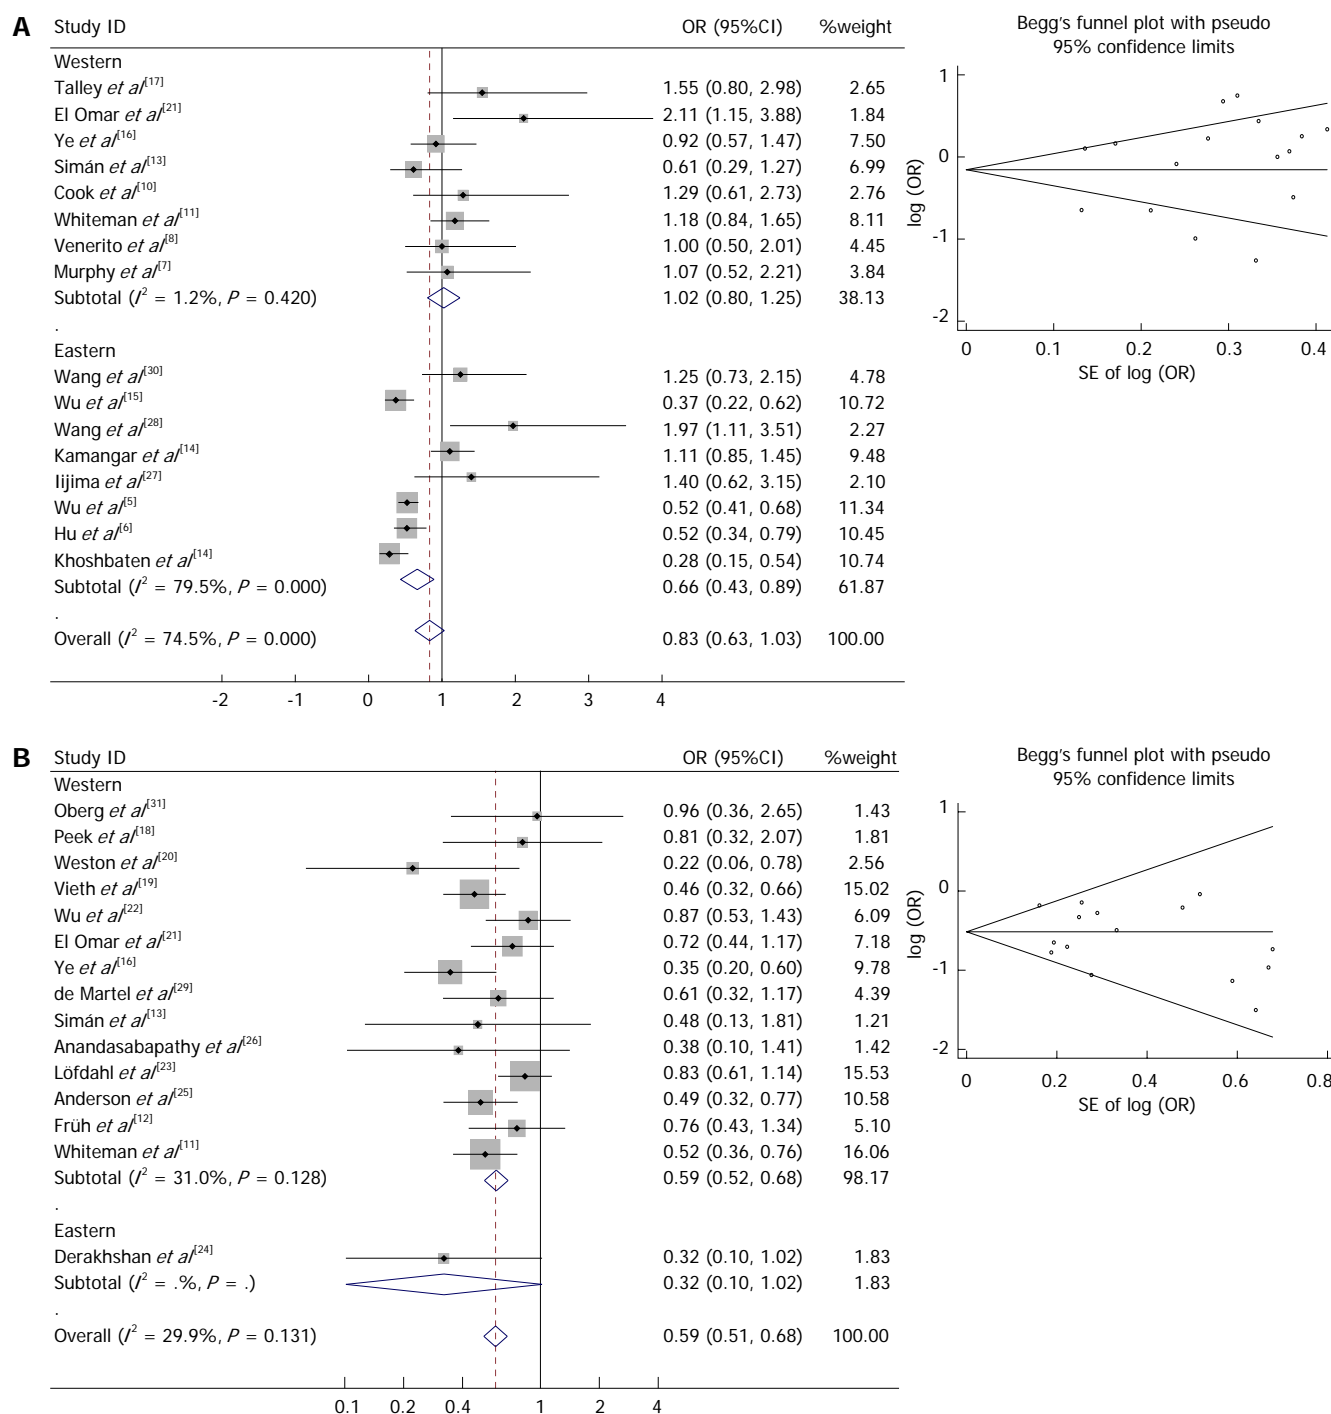 A
Study ID OR (95%CI) %weight
Western
Talley et al[17] 1.55 (0.80, 2.98) 2.65
El Omar et al[21] 2.11 (1.15, 3.88) 1.84
Ye et al[16] 0.92 (0.57, 1.47) 7.50
Simán et al[13] 0.61 (0.29, 1.27) 6.99
Cook et al[10] 1.29 (0.61, 2.73) 2.76
Whiteman et al[11] 1.18 (0.84, 1.65) 8.11
Venerito et al[8] 1.00 (0.50, 2.01) 4.45
Murphy et al[7] 1.07 (0.52, 2.21) 3.84
Subtotal (I2 = 1.2%, P = 0.420) 1.02 (0.80, 1.25) 38.13
.
Eastern
Wang et al[30] 1.25 (0.73, 2.15) 4.78
Wu et al[15] 0.37 (0.22, 0.62) 10.72
Wang et al[28] 1.97 (1.11, 3.51) 2.27
Kamangar et al[14] 1.11 (0.85, 1.45) 9.48
Iijima et al[27] 1.40 (0.62, 3.15) 2.10
Wu et al[5] 0.52 (0.41, 0.68) 11.34
Hu et al[6] 0.52 (0.34, 0.79) 10.45
Khoshbaten et al[14] 0.28 (0.15, 0.54) 10.74
Subtotal (I2 = 79.5%, P = 0.000) 0.66 (0.43, 0.89) 61.87
.
Overall (I2 = 74.5%, P = 0.000) 0.83 (0.63, 1.03) 100.00
-2 -1 0 1 2 3 4
Begg's funnel plot with pseudo
95% confidence limits
1
0
-1
-2
log (OR)
0 0.1 0.2 0.3 0.4
SE of log (OR)
B
Study ID OR (95%CI) %weight
Western
Oberg et al[31] 0.96 (0.36, 2.65) 1.43
Peek et al[18] 0.81 (0.32, 2.07) 1.81
Weston et al[20] 0.22 (0.06, 0.78) 2.56
Vieth et al[19] 0.46 (0.32, 0.66) 15.02
Wu et al[22] 0.87 (0.53, 1.43) 6.09
El Omar et al[21] 0.72 (0.44, 1.17) 7.18
Ye et al[16] 0.35 (0.20, 0.60) 9.78
de Martel et al[29] 0.61 (0.32, 1.17) 4.39
Simán et al[13] 0.48 (0.13, 1.81) 1.21
Anandasabapathy et al[26] 0.38 (0.10, 1.41) 1.42
Löfdahl et al[23] 0.83 (0.61, 1.14) 15.53
Anderson et al[25] 0.49 (0.32, 0.77) 10.58
Früh et al[12] 0.76 (0.43, 1.34) 5.10
Whiteman et al[11] 0.52 (0.36, 0.76) 16.06
Subtotal (I2 = 31.0%, P = 0.128) 0.59 (0.52, 0.68) 98.17
.
Eastern
Derakhshan et al[24] 0.32 (0.10, 1.02) 1.83
Subtotal (I2 = .%, P = .) 0.32 (0.10, 1.02) 1.83
.
Overall (I2 = 29.9%, P = 0.131) 0.59 (0.51, 0.68) 100.00
0.1 0.2 0.4 1 2 4
Begg's funnel plot with pseudo
95% confidence limits
1
0
-1
-2
log (OR)
0 0.2 0.4 0.6 0.8
SE of log (OR)